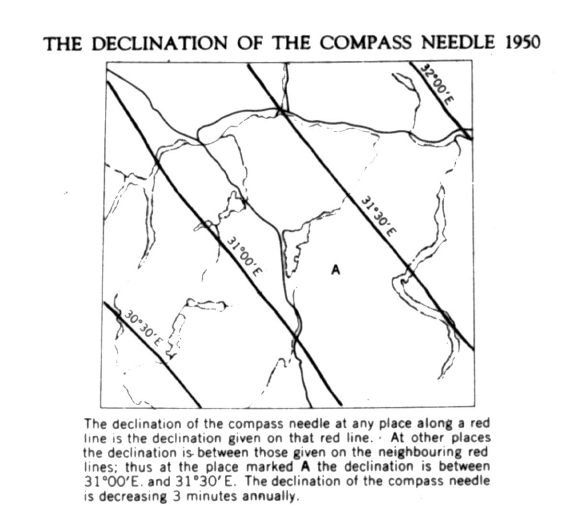 THE DECLINATION OF THE COMPASS NEEDLE 1950
32°00'E
31°30'E
31°00'E
A
30°30'E
The declination of the compass needle at any place along a red
line is the declination given on that red line. · At other places
the declination is between those given on the neighbouring red
lines; thus at the place marked A the declination is between
31°00'E. and 31°30'E. The declination of the compass needle
is decreasing 3 minutes annually.